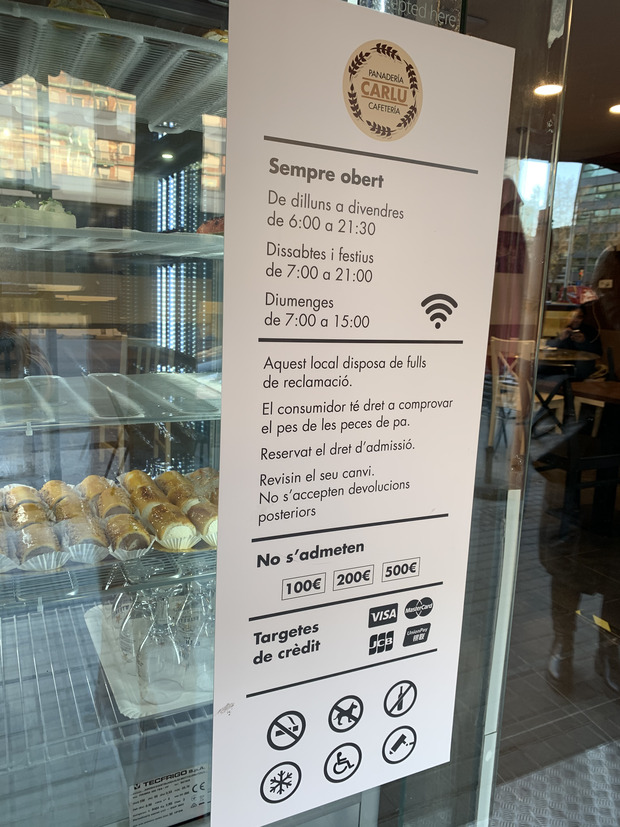 accepted here
PANADERÍA
CARLU
CAFETERÍA
Sempre obert
De dilluns a divendres
de 6:00 a 21:30
Dissabtes i festius
de 7:00 a 21:00
Diumenges
de 7:00 a 15:00
Aquest local disposa de fulls
de reclamació.
El consumidor té dret a comprovar
el pes de les peces de pa.
Reservat el dret d'admissió.
Revisin el seu canvi.
No s'accepten devolucions
posteriors
No s'admeten
100€ 200€ 500€
Targetes
de crèdit
VISA MasterCard
JCB UnionPay
TECFRIGO S.p.A.